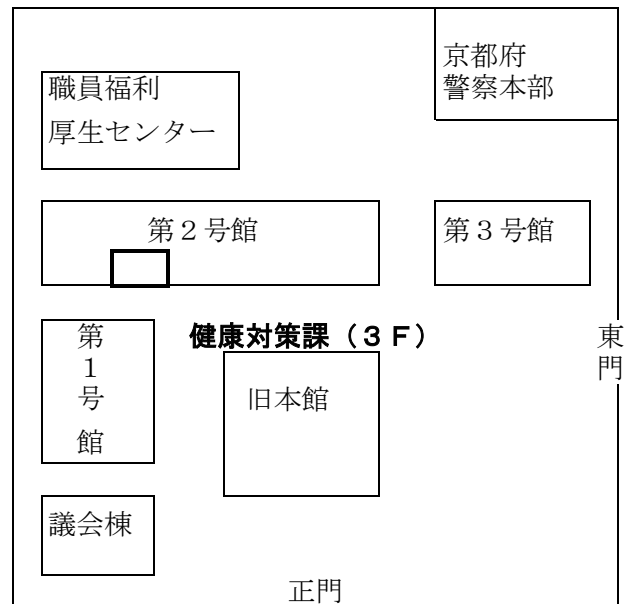 京都府
警察本部
職員福利
厚生センター
第２号館
第３号館
健康対策課（３Ｆ）
第
１
号
館
旧本館
東
門
議会棟
正門